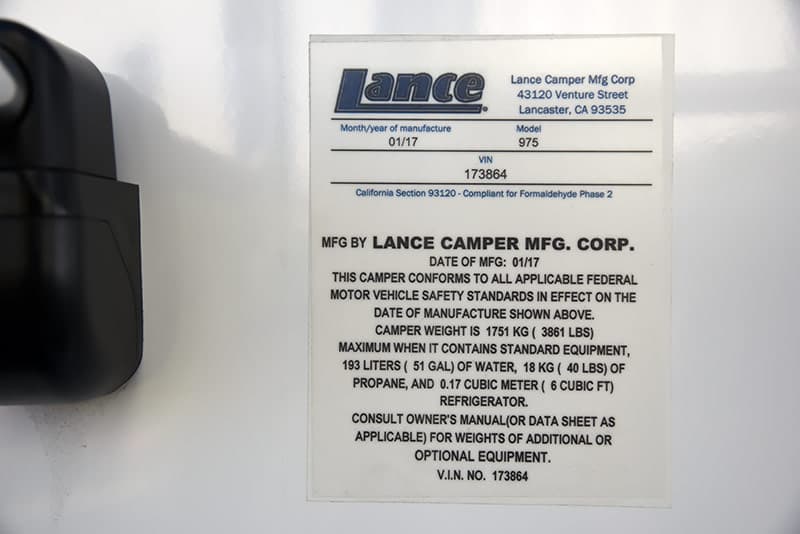 Lance
Lance Camper Mfg Corp
43120 Venture Street
Lancaster, CA 93535
Month/year of manufacture Model
01/17 975
VIN
173864
California Section 93120 - Compliant for Formaldehyde Phase 2
MFG BY LANCE CAMPER MFG. CORP.
DATE OF MFG: 01/17
THIS CAMPER CONFORMS TO ALL APPLICABLE FEDERAL
MOTOR VEHICLE SAFETY STANDARDS IN EFFECT ON THE
DATE OF MANUFACTURE SHOWN ABOVE.
CAMPER WEIGHT IS 1751 KG ( 3861 LBS)
MAXIMUM WHEN IT CONTAINS STANDARD EQUIPMENT,
193 LITERS ( 51 GAL) OF WATER, 18 KG ( 40 LBS) OF
PROPANE, AND 0.17 CUBIC METER ( 6 CUBIC FT)
REFRIGERATOR.
CONSULT OWNER'S MANUAL(OR DATA SHEET AS
APPLICABLE) FOR WEIGHTS OF ADDITIONAL OR
OPTIONAL EQUIPMENT.
V.I.N. NO. 173864